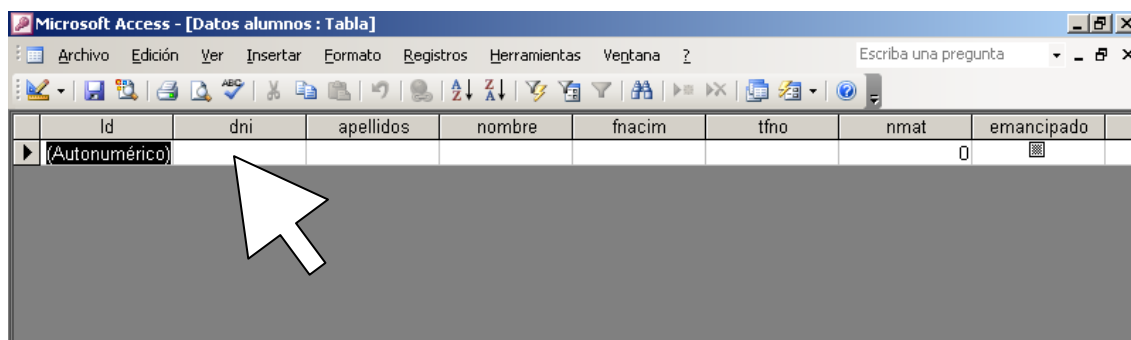 Microsoft Access - [Datos alumnos : Tabla]
Archivo Edición Ver Insertar Formato Registros Herramientas Ventana ? Escriba una pregunta
Id dni apellidos nombre fnacim tfno nmat emancipado
(Autonumérico) 0